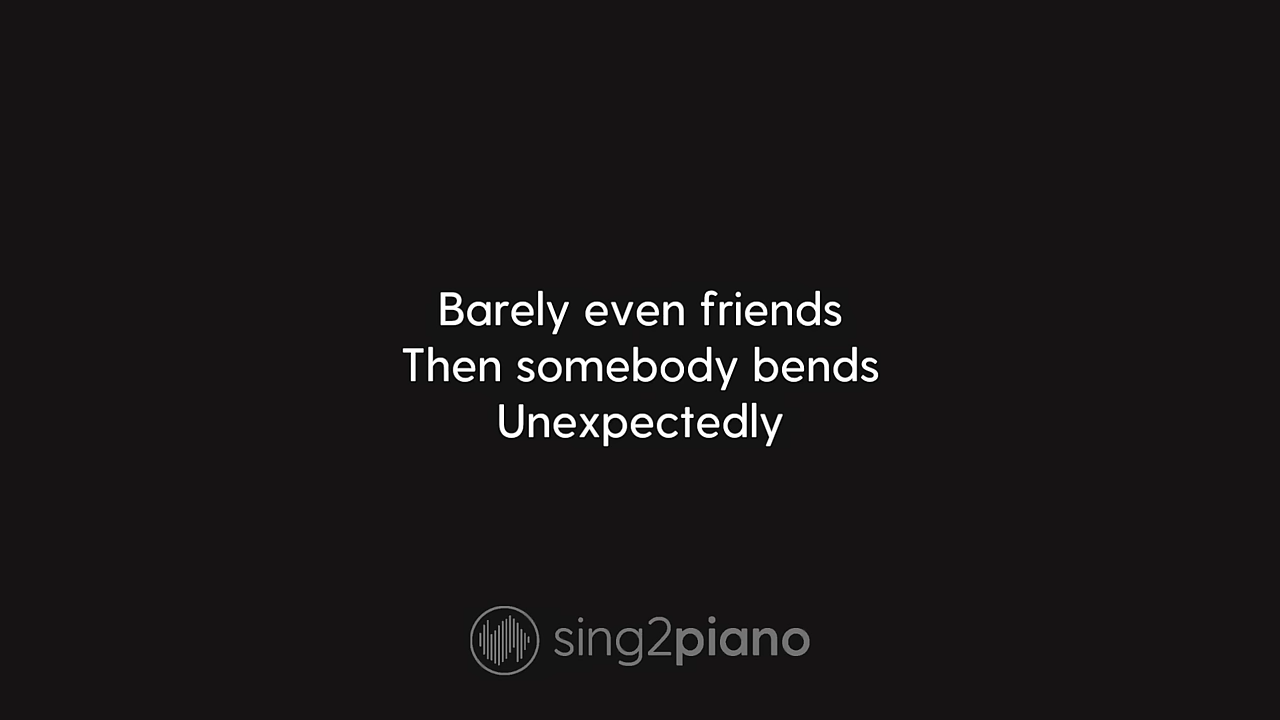 Barely even friends
Then somebody bends
Unexpectedly
sing2piano